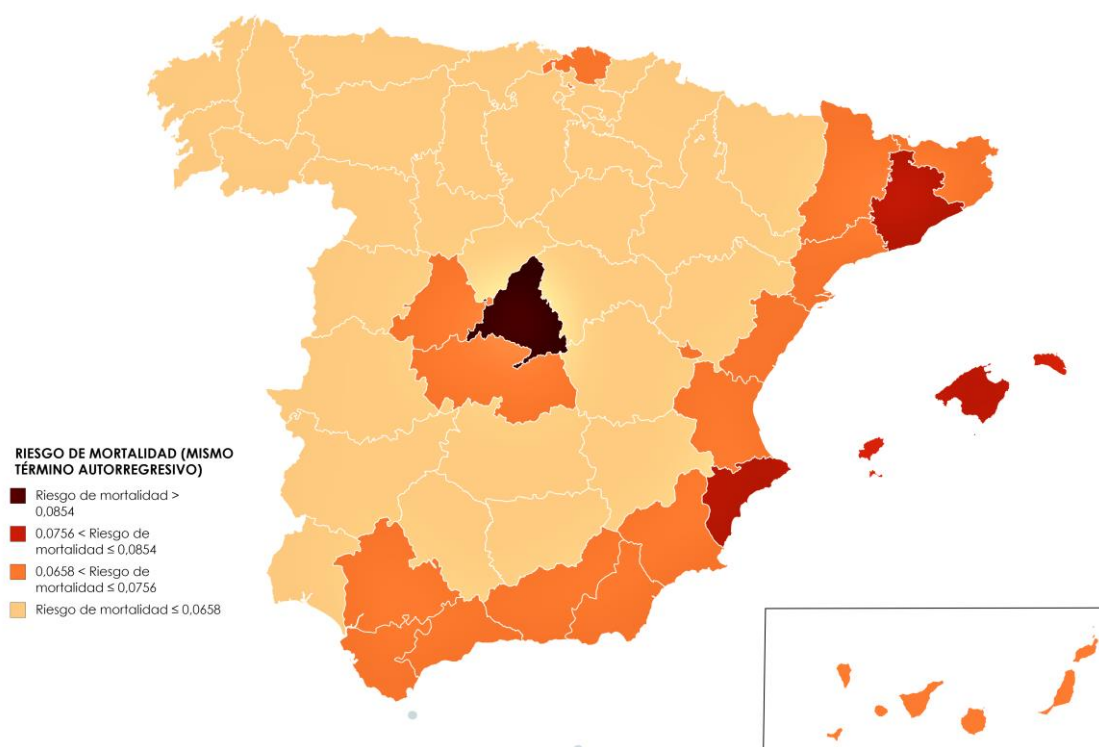 RIESGO DE MORTALIDAD (MISMO
TÉRMINO AUTORREGRESIVO)
Riesgo de mortalidad >
0,0854
0,0756 < Riesgo de
mortalidad ≤ 0,0854
0,0658 < Riesgo de
mortalidad ≤ 0,0756
Riesgo de mortalidad ≤ 0,0658